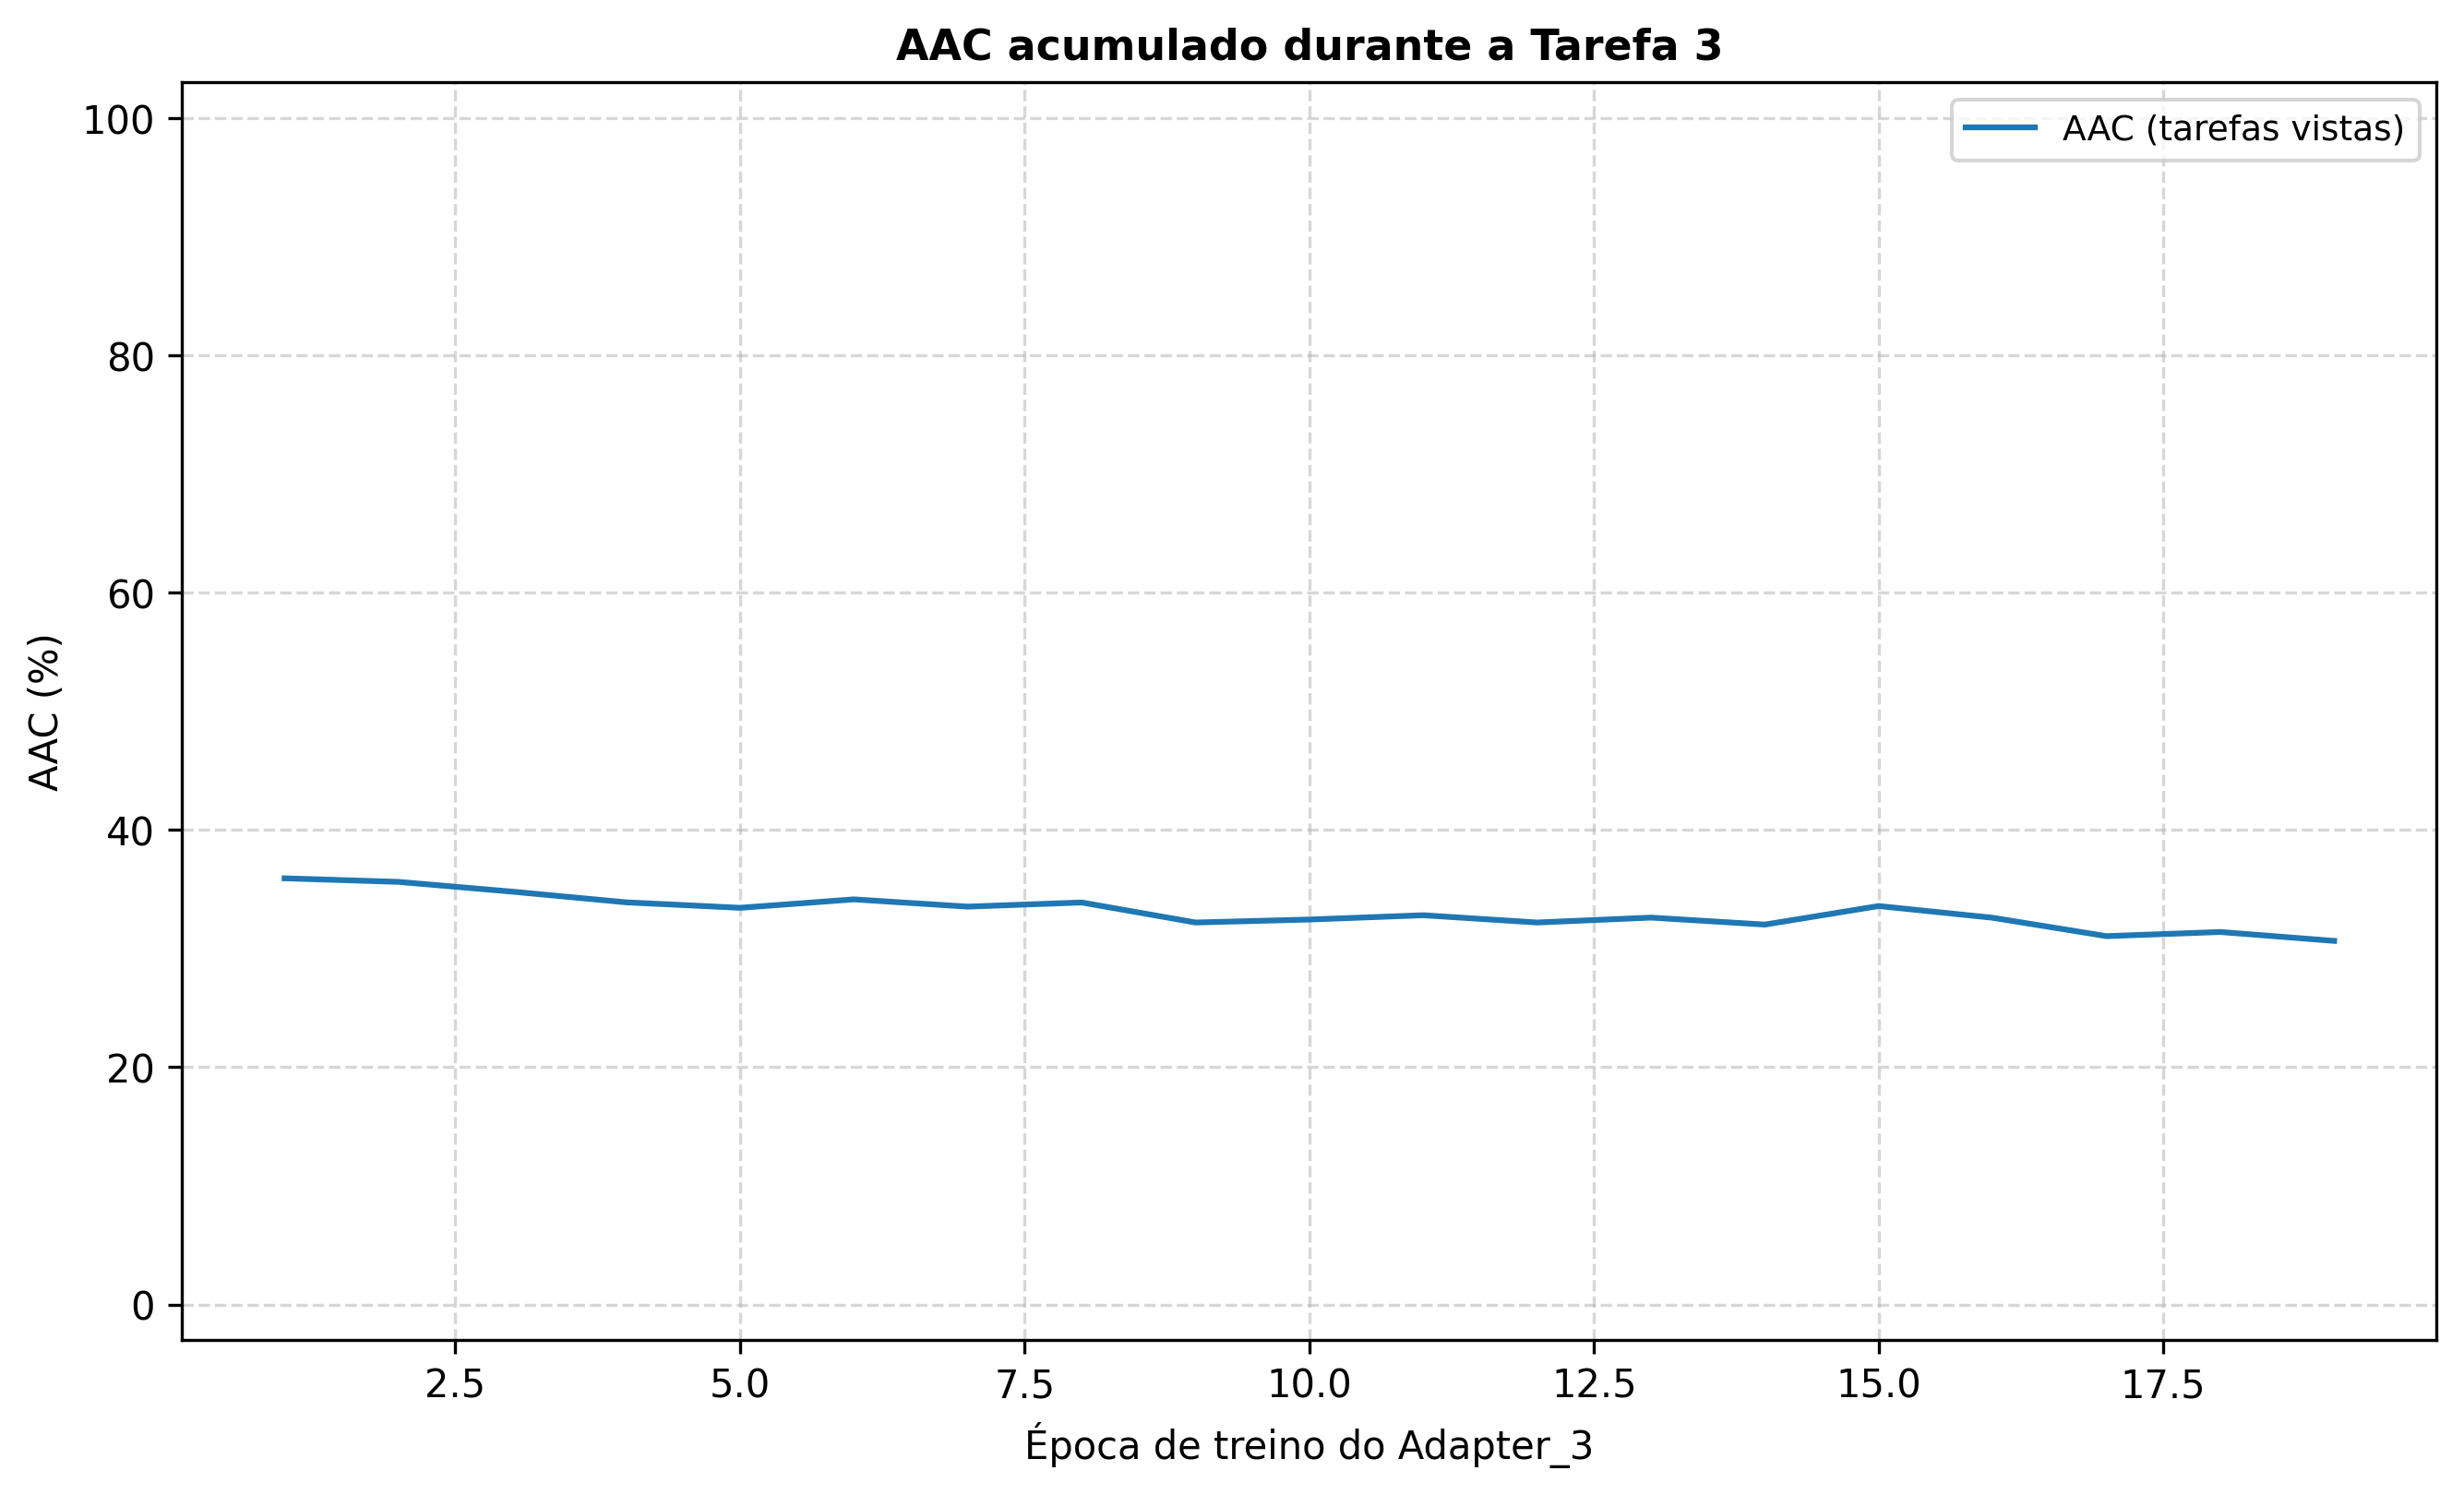 AAC acumulado durante a Tarefa 3
AAC (tarefas vistas)
100
80
60
40
20
0
AAC (%)
2.5 5.0 7.5 10.0 12.5 15.0 17.5
Época de treino do Adapter_3